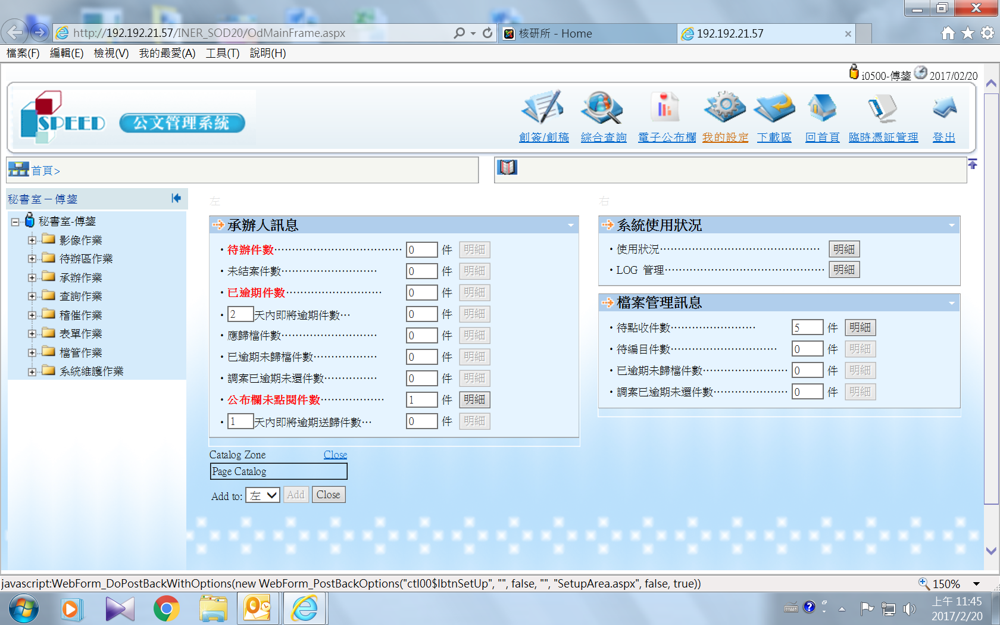 http://192.192.21.57/INER_SOD20/OdMainFrame.aspx
核研所 - Home
192.192.21.57
檔案(F) 編輯(E) 檢視(V) 我的最愛(A) 工具(T) 說明(H)
i0500-傅鋆 2017/02/20
SPEED 公文管理系統
創簽/創稿 綜合查詢 電子公布欄 我的設定 下載區 回首頁 臨時憑証管理 登出
首頁>
秘書室－傅鋆
秘書室-傅鋆
影像作業
待辦區作業
承辦作業
查詢作業
稽催作業
表單作業
檔管作業
系統維護作業
左
承辦人訊息
・待辦件數 0 件 明細
・未結案件數 0 件 明細
・已逾期件數 0 件 明細
・2天內即將逾期件數… 0 件 明細
・應歸檔件數 0 件 明細
・已逾期未歸檔件數 0 件 明細
・調案已逾期未還件數 0 件 明細
・公布欄未點閱件數 1 件 明細
・1天內即將逾期送歸件數… 0 件 明細
Catalog Zone Close
Page Catalog
Add to: 左 Add Close
右
系統使用狀況
・使用狀況 明細
・LOG 管理 明細
檔案管理訊息
・待點收件數 5 件 明細
・待編目件數 0 件 明細
・已逾期未歸檔件數 0 件 明細
・調案已逾期未還件數 0 件 明細
javascript:WebForm_DoPostBackWithOptions(new WebForm_PostBackOptions("ctl00$lbtnSetUp", "", false, "", "SetupArea.aspx", false, true))
150%
上午 11:45
2017/2/20